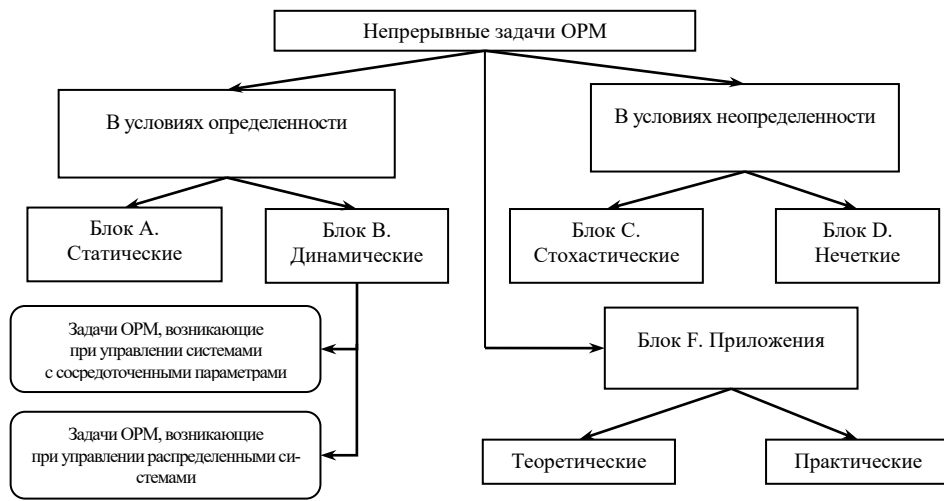 Непрерывные задачи ОРМ
В условиях определенности
В условиях неопределенности
Блок A.
Статические
Блок B.
Динамические
Блок C.
Стохастические
Блок D.
Нечеткие
Задачи ОРМ, возникающие
при управлении системами
с сосредоточенными параметрами
Блок F. Приложения
Задачи ОРМ, возникающие
при управлении распределенными си-
стемами
Теоретические
Практические